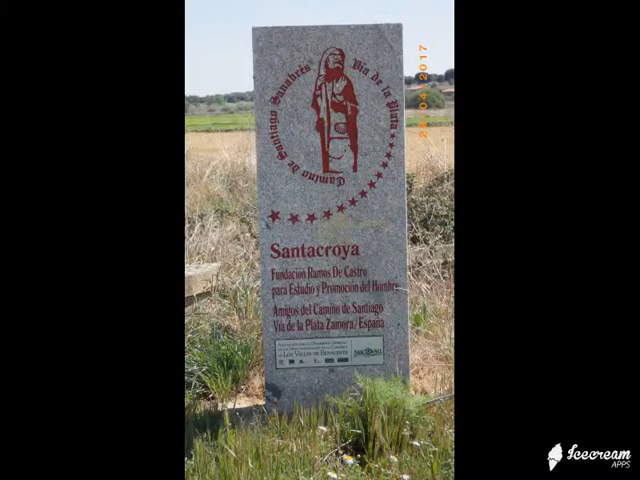 Camino de Santiago Sanabrés Vía de la Plata
28/04/2017
Santacroya
Fundación Ramos De Castro
para Estudio y Promoción del Hombre
Amigos del Camino de Santiago
Vía de la Plata Zamora/España
Los Valles de Benavente
Icecream
APPS